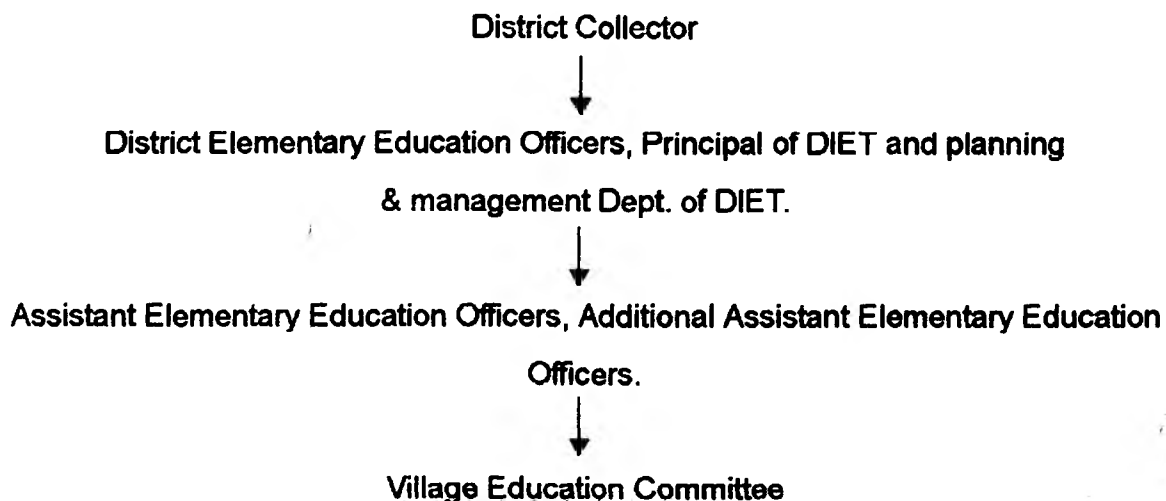 District Collector
District Elementary Education Officers, Principal of DIET and planning
& management Dept. of DIET.
Assistant Elementary Education Officers, Additional Assistant Elementary Education
Officers.
Village Education Committee